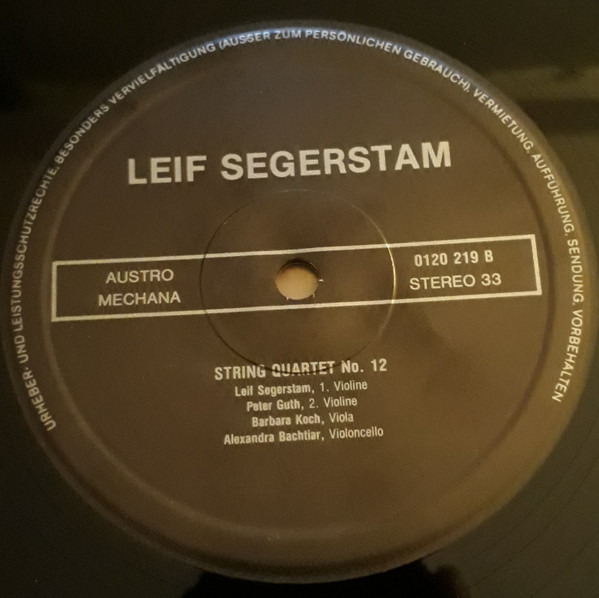 URHEBER- UND LEISTUNGSSCHUTZRECHTE, BESONDERS VERVIELFÄLTIGUNG (AUSSER ZUM PERSÖNLICHEN GEBRAUCH), VERMIETUNG, AUFFÜHRUNG, SENDUNG, VORBEHALTEN
LEIF SEGERSTAM
AUSTRO
MECHANA
0120 219 B
STEREO 33
STRING QUARTET No. 12
Leif Segerstam, 1. Violine
Peter Guth, 2. Violine
Barbara Koch, Viola
Alexandra Bachtiar, Violoncello